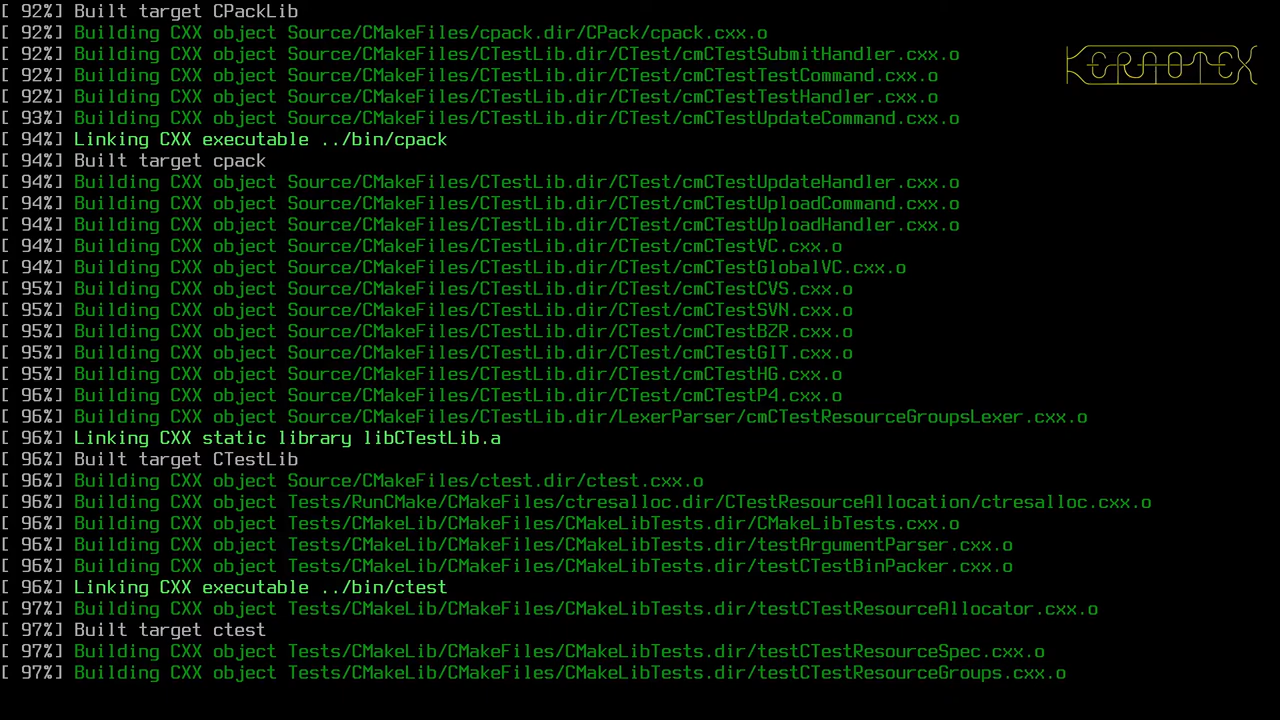 [ 92%] Built target CPackLib
[ 92%] Building CXX object Source/CMakeFiles/cpack.dir/CPack/cpack.cxx.o
[ 92%] Building CXX object Source/CMakeFiles/CTestLib.dir/CTest/cmCTestSubmitHandler.cxx.o
[ 92%] Building CXX object Source/CMakeFiles/CTestLib.dir/CTest/cmCTestTestCommand.cxx.o
[ 92%] Building CXX object Source/CMakeFiles/CTestLib.dir/CTest/cmCTestTestHandler.cxx.o
[ 93%] Building CXX object Source/CMakeFiles/CTestLib.dir/CTest/cmCTestUpdateCommand.cxx.o
[ 94%] Linking CXX executable ../bin/cpack
[ 94%] Built target cpack
[ 94%] Building CXX object Source/CMakeFiles/CTestLib.dir/CTest/cmCTestUpdateHandler.cxx.o
[ 94%] Building CXX object Source/CMakeFiles/CTestLib.dir/CTest/cmCTestUploadCommand.cxx.o
[ 94%] Building CXX object Source/CMakeFiles/CTestLib.dir/CTest/cmCTestUploadHandler.cxx.o
[ 94%] Building CXX object Source/CMakeFiles/CTestLib.dir/CTest/cmCTestVC.cxx.o
[ 94%] Building CXX object Source/CMakeFiles/CTestLib.dir/CTest/cmCTestGlobalVC.cxx.o
[ 95%] Building CXX object Source/CMakeFiles/CTestLib.dir/CTest/cmCTestCVS.cxx.o
[ 95%] Building CXX object Source/CMakeFiles/CTestLib.dir/CTest/cmCTestSVN.cxx.o
[ 95%] Building CXX object Source/CMakeFiles/CTestLib.dir/CTest/cmCTestBZR.cxx.o
[ 95%] Building CXX object Source/CMakeFiles/CTestLib.dir/CTest/cmCTestGIT.cxx.o
[ 95%] Building CXX object Source/CMakeFiles/CTestLib.dir/CTest/cmCTestHG.cxx.o
[ 96%] Building CXX object Source/CMakeFiles/CTestLib.dir/CTest/cmCTestP4.cxx.o
[ 96%] Building CXX object Source/CMakeFiles/CTestLib.dir/LexerParser/cmCTestResourceGroupsLexer.cxx.o
[ 96%] Linking CXX static library libCTestLib.a
[ 96%] Built target CTestLib
[ 96%] Building CXX object Source/CMakeFiles/ctest.dir/ctest.cxx.o
[ 96%] Building CXX object Tests/RunCMake/CMakeFiles/ctresalloc.dir/CTestResourceAllocation/ctresalloc.cxx.o
[ 96%] Building CXX object Tests/CMakeLib/CMakeFiles/CMakeLibTests.dir/CMakeLibTests.cxx.o
[ 96%] Building CXX object Tests/CMakeLib/CMakeFiles/CMakeLibTests.dir/testArgumentParser.cxx.o
[ 96%] Building CXX object Tests/CMakeLib/CMakeFiles/CMakeLibTests.dir/testCTestBinPacker.cxx.o
[ 96%] Linking CXX executable ../bin/ctest
[ 97%] Building CXX object Tests/CMakeLib/CMakeFiles/CMakeLibTests.dir/testCTestResourceAllocator.cxx.o
[ 97%] Built target ctest
[ 97%] Building CXX object Tests/CMakeLib/CMakeFiles/CMakeLibTests.dir/testCTestResourceSpec.cxx.o
[ 97%] Building CXX object Tests/CMakeLib/CMakeFiles/CMakeLibTests.dir/testCTestResourceGroups.cxx.o